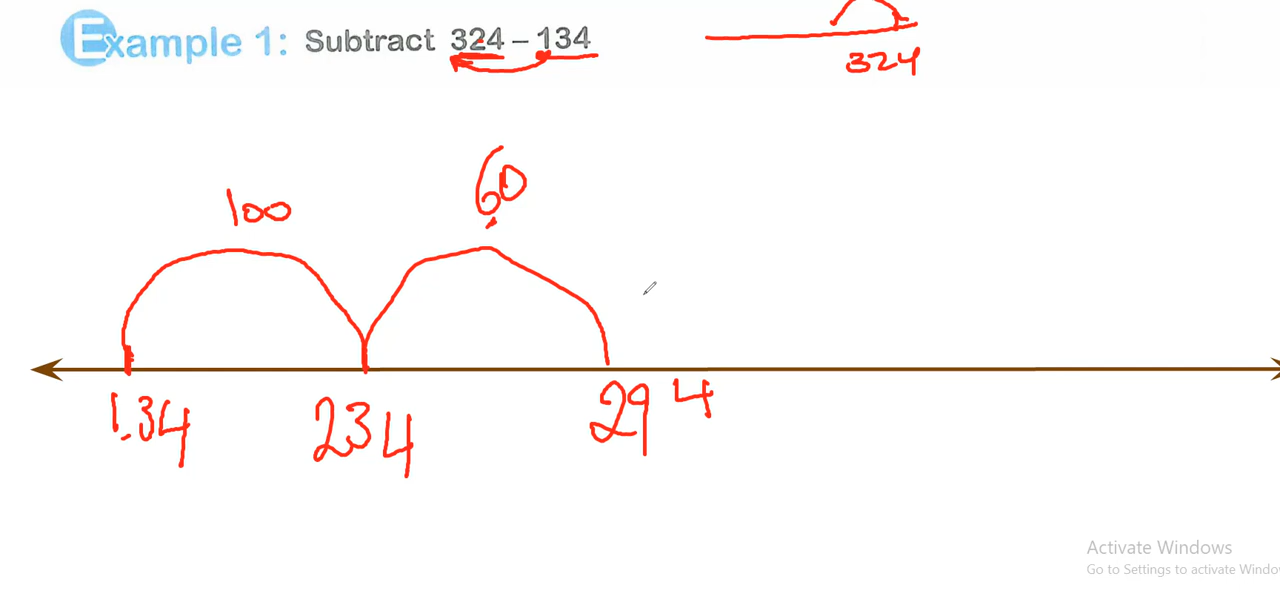 Example 1: Subtract 324 – 134
324
60
100
134 234 294
Activate Windows
Go to Settings to activate Windo